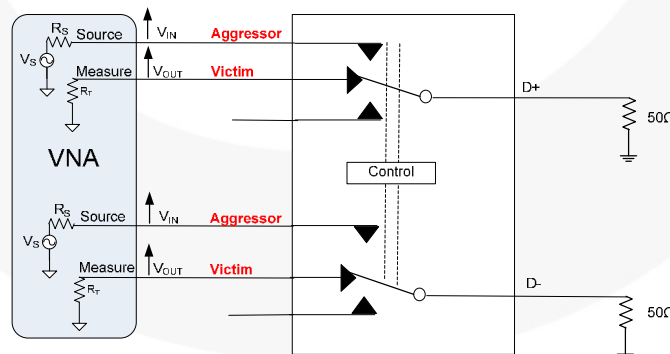 RS Source VIN Aggressor
VS
Measure VOUT Victim
RT
D+
50Ω
VNA
Control
RS Source VIN Aggressor
VS
Measure VOUT Victim
RT
D-
50Ω